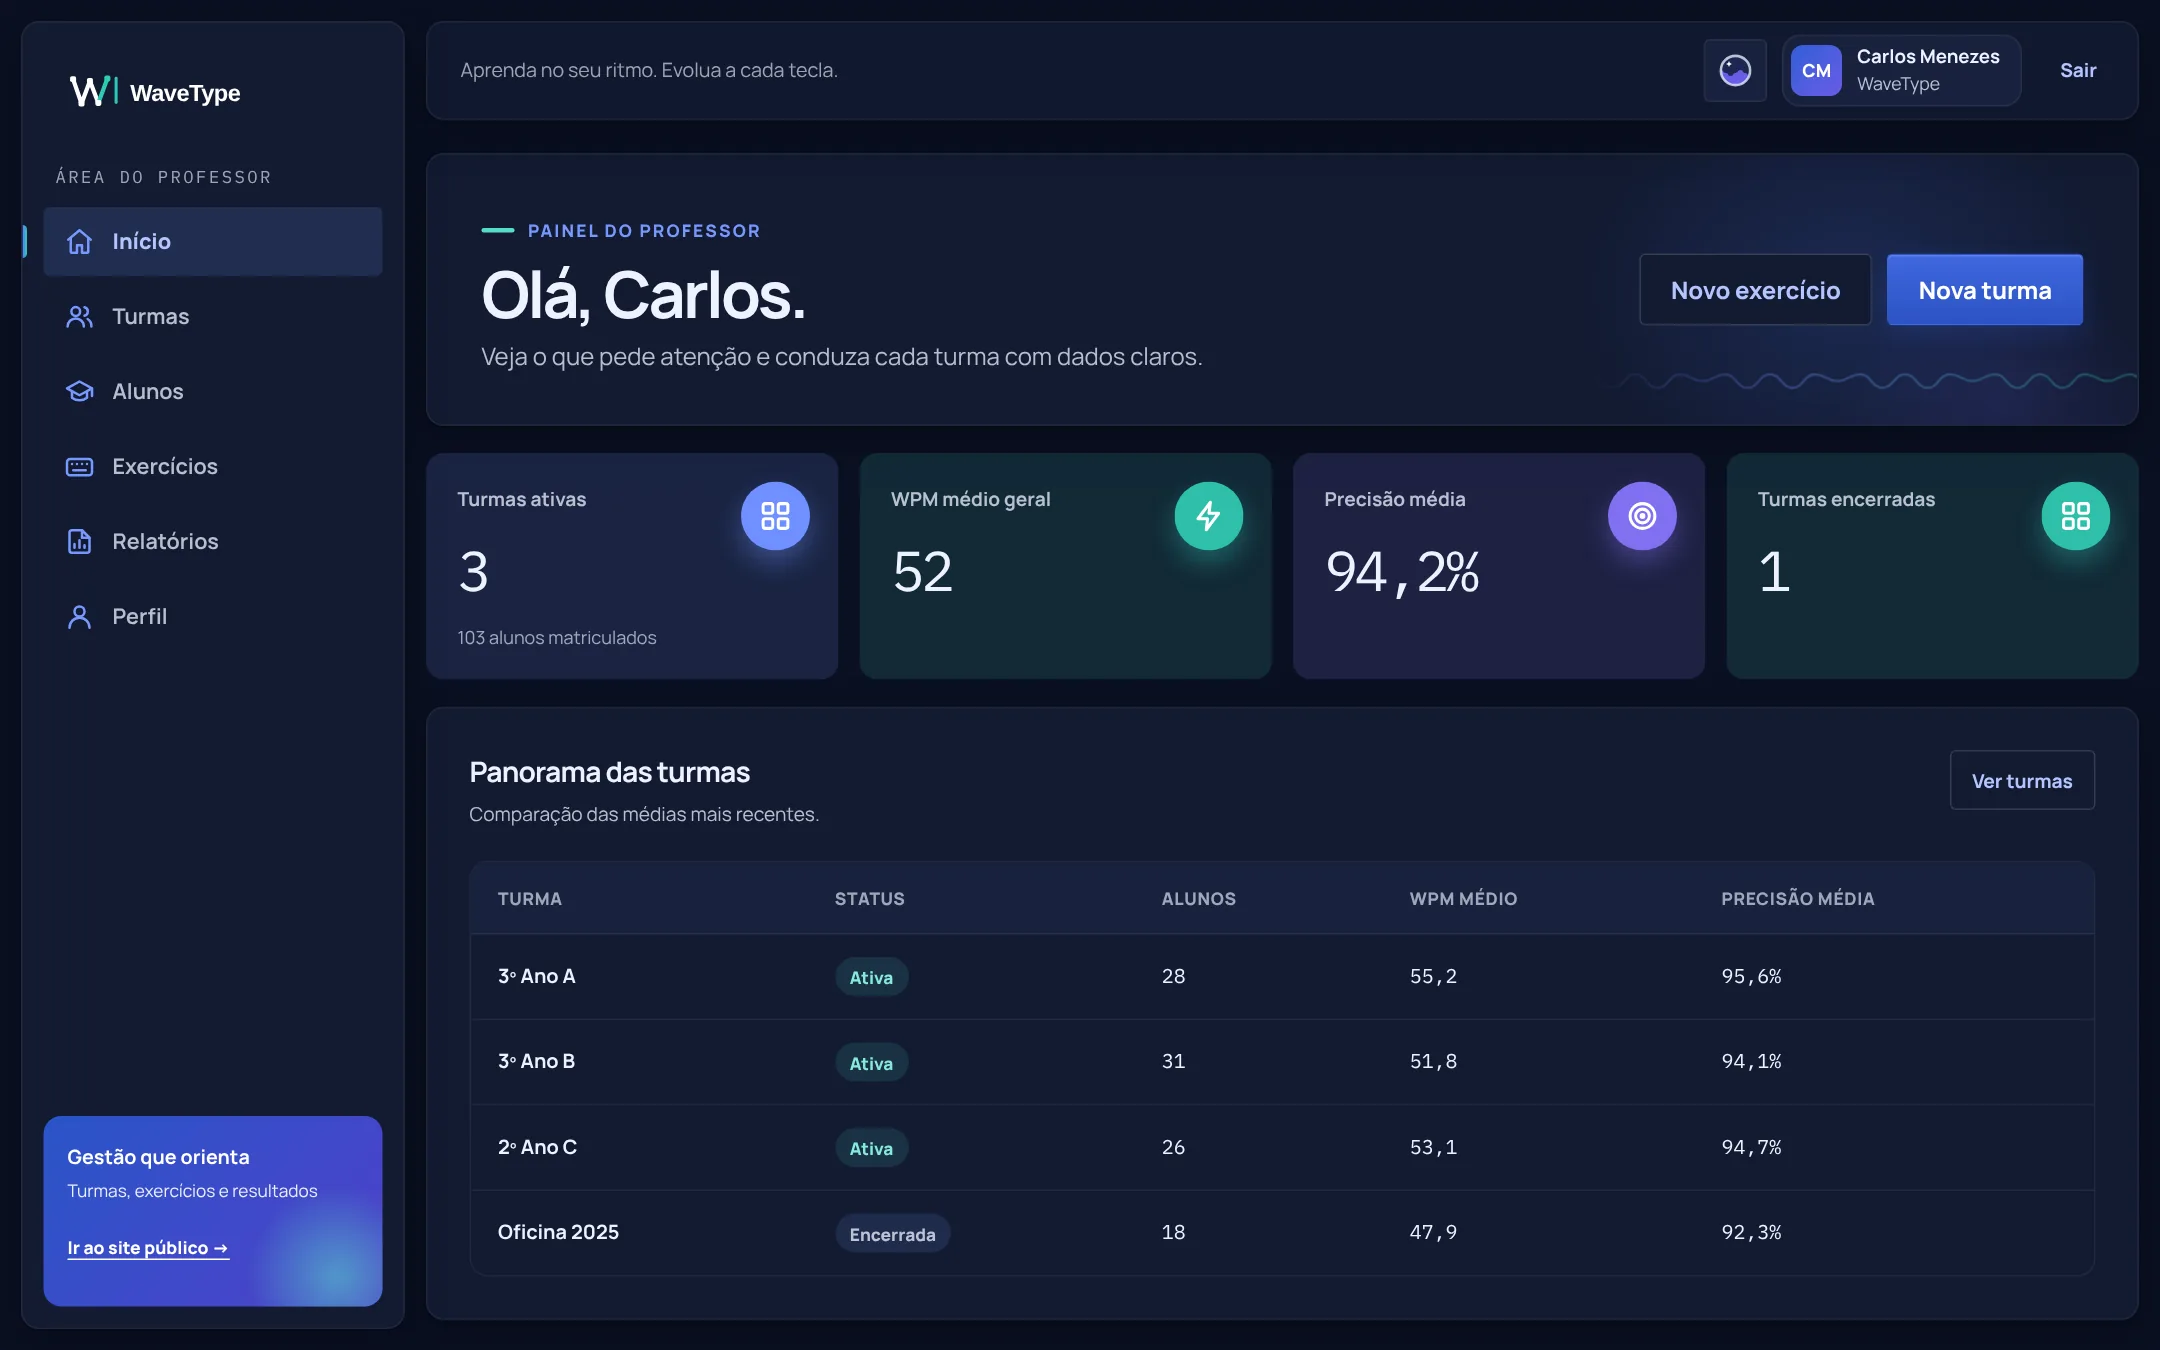 WaveType
ÁREA DO PROFESSOR
Início
Turmas
Alunos
Exercícios
Relatórios
Perfil
Gestão que orienta
Turmas, exercícios e resultados
Ir ao site público →
Aprenda no seu ritmo. Evolua a cada tecla.
CM
Carlos Menezes
WaveType
Sair
PAINEL DO PROFESSOR
Olá, Carlos.
Veja o que pede atenção e conduza cada turma com dados claros.
Novo exercício
Nova turma
Turmas ativas
3
103 alunos matriculados
WPM médio geral
52
Precisão média
94,2%
Turmas encerradas
1
Panorama das turmas
Comparação das médias mais recentes.
Ver turmas
TURMA STATUS ALUNOS WPM MÉDIO PRECISÃO MÉDIA
3º Ano A Ativa 28 55,2 95,6%
3º Ano B Ativa 31 51,8 94,1%
2º Ano C Ativa 26 53,1 94,7%
Oficina 2025 Encerrada 18 47,9 92,3%